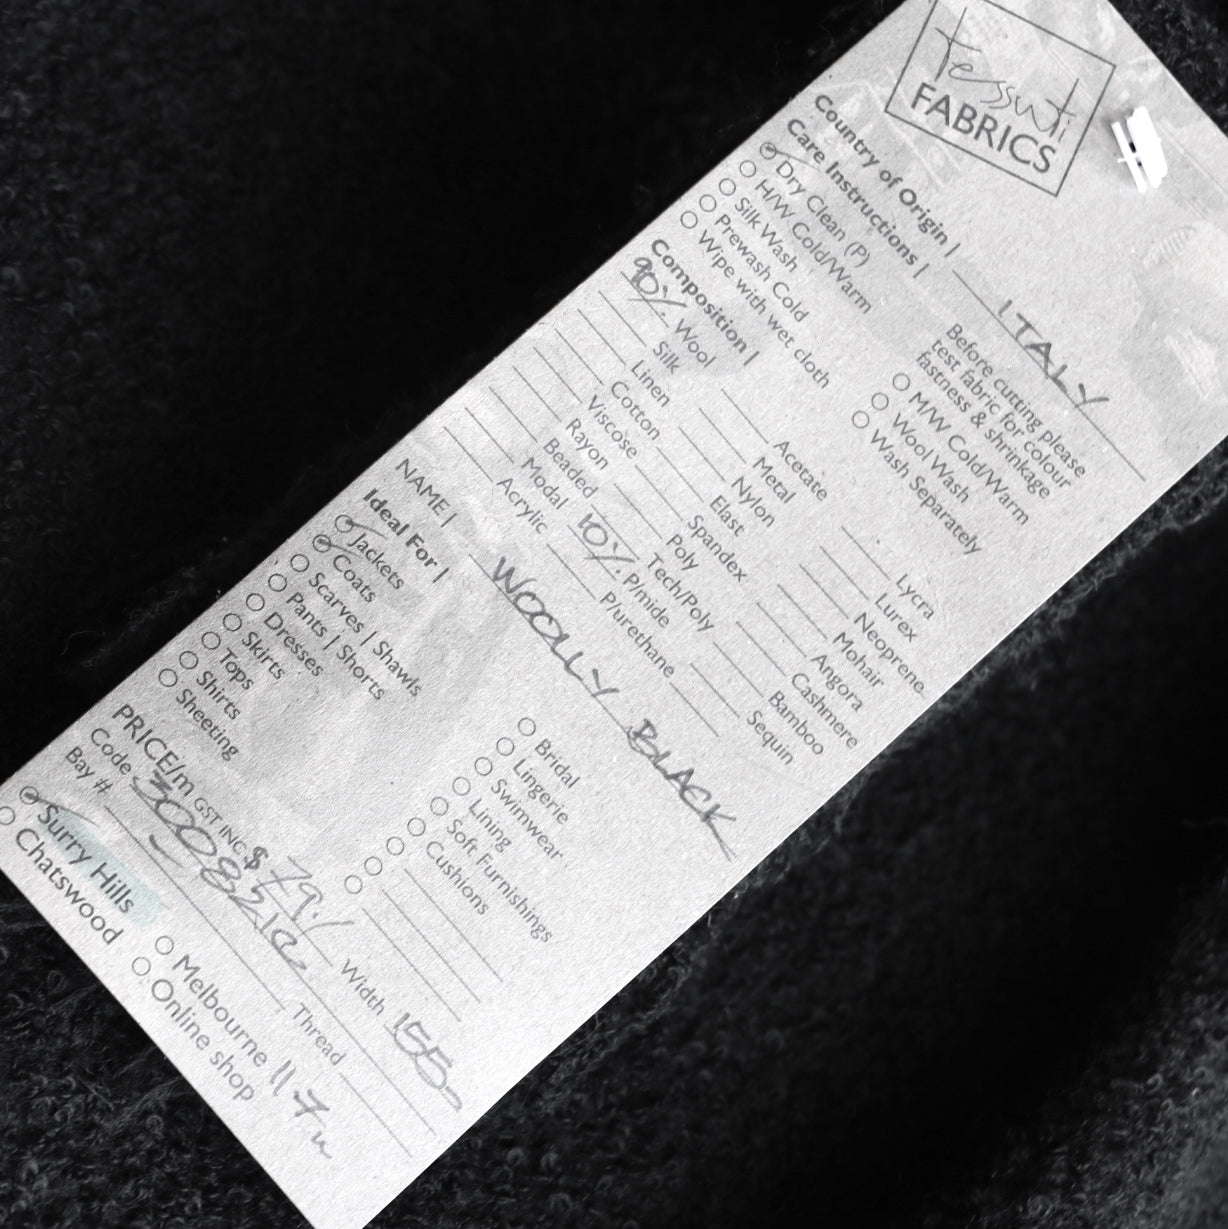 tessuti
FABRICS
Country of Origin | ITALY
Care Instructions |
Dry Clean (P)
H/W Cold/Warm
Silk Wash
Prewash Cold
Wipe with wet cloth
Before cutting please
test fabric for colour
fastness & shrinkage
M/W Cold/Warm
Wool Wash
Wash Separately
Composition |
90% Wool
Silk
Linen
Cotton
Viscose
Rayon
Beaded
Modal
Acrylic
Acetate
Metal
Nylon
Elast
Spandex
Poly
Tech/Poly
10% P/mide
P/urethane
Lycra
Lurex
Neoprene
Mohair
Angora
Cashmere
Bamboo
Sequin
NAME | WOOLLY BLACK
Ideal For |
Jackets
Coats
Scarves | Shawls
Pants | Shorts
Dresses
Skirts
Tops
Shirts
Sheeting
Bridal
Lingerie
Swimwear
Lining
Soft Furnishings
Cushions
PRICE/m GST INC $ 79./ Width 155
Code
Bay # Thread
Surry Hills
Chatswood
Melbourne
Online shop